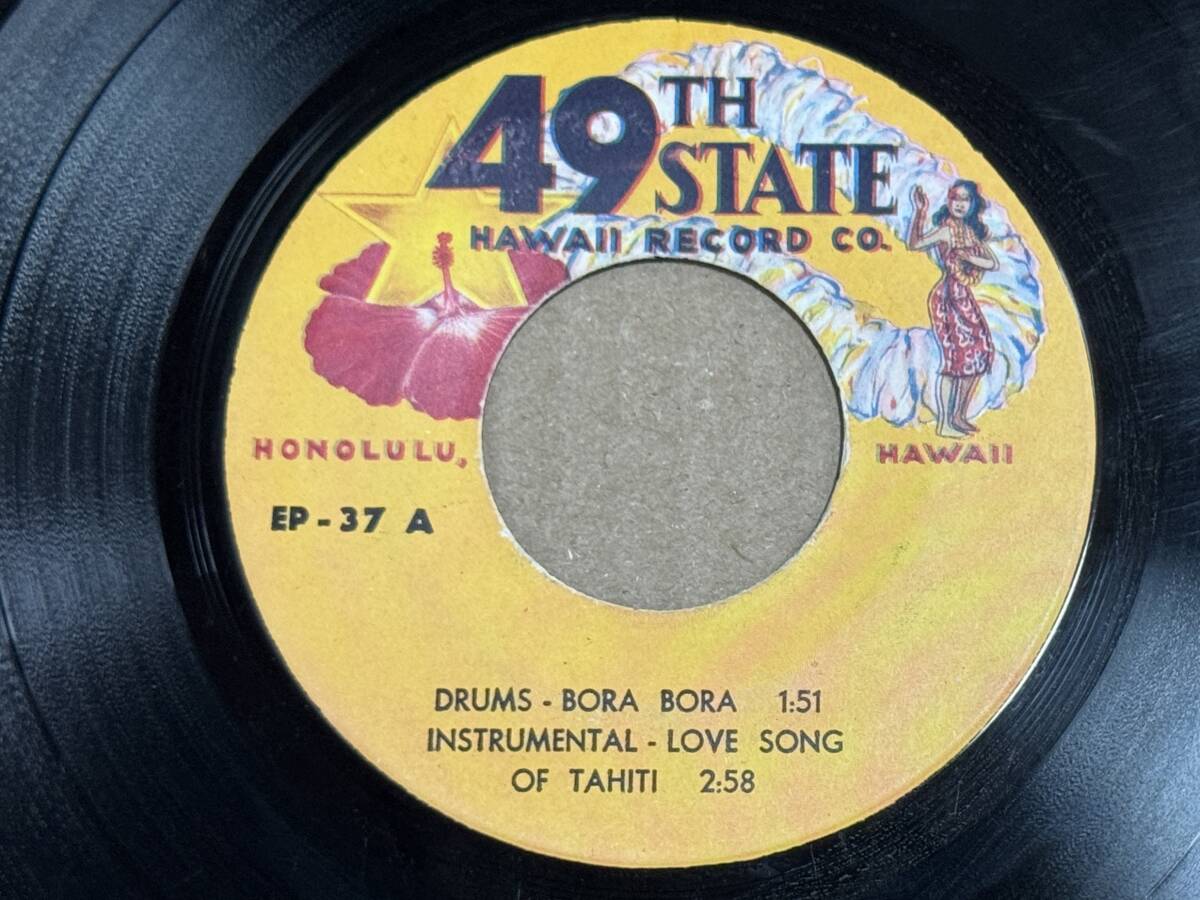 49TH STATE
HAWAII RECORD CO.
HONOLULU, HAWAII
EP - 37 A
DRUMS - BORA BORA 1:51
INSTRUMENTAL - LOVE SONG
OF TAHITI 2:58